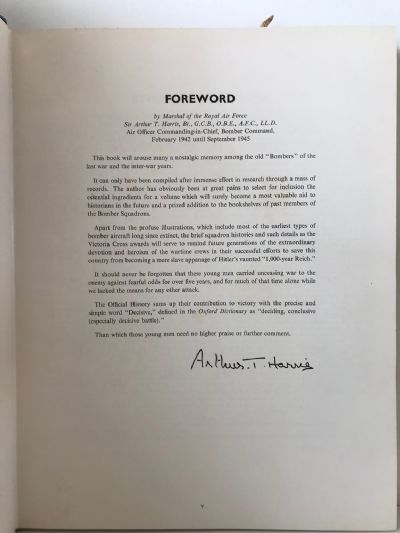 FOREWORD
by Marshal of the Royal Air Force
Sir Arthur T. Harris, Bt., G.C.B., O.B.E., A.F.C., LL.D.
Air Officer Commanding-in-Chief, Bomber Command,
February 1942 until September 1945
This book will arouse many a nostalgic memory among the old "Bombers" of the
last war and the inter-war years.
It can only have been compiled after immense effort in research through a mass of
records. The author has obviously been at great pains to select for inclusion the
essential ingredients for a volume which will surely become a most valuable aid to
historians in the future and a prized addition to the bookshelves of past members of
the Bomber Squadrons.
Apart from the profuse illustrations, which include most of the earliest types of
bomber aircraft long since extinct, the brief squadron histories and such details as the
Victoria Cross awards will serve to remind future generations of the extraordinary
devotion and heroism of the wartime crews in their successful efforts to save this
country from becoming a mere slave appanage of Hitler's vaunted "1,000-year Reich."
It should never be forgotten that these young men carried unceasing war to the
enemy against fearful odds for over five years, and for much of that time alone while
we lacked the means for any other attack.
The Official History sums up their contribution to victory with the precise and
simple word "Decisive," defined in the Oxford Dictionary as "deciding, conclusive
(especially decisive battle)."
Than which those young men need no higher praise or further comment.
Arthur. T. Harris
v